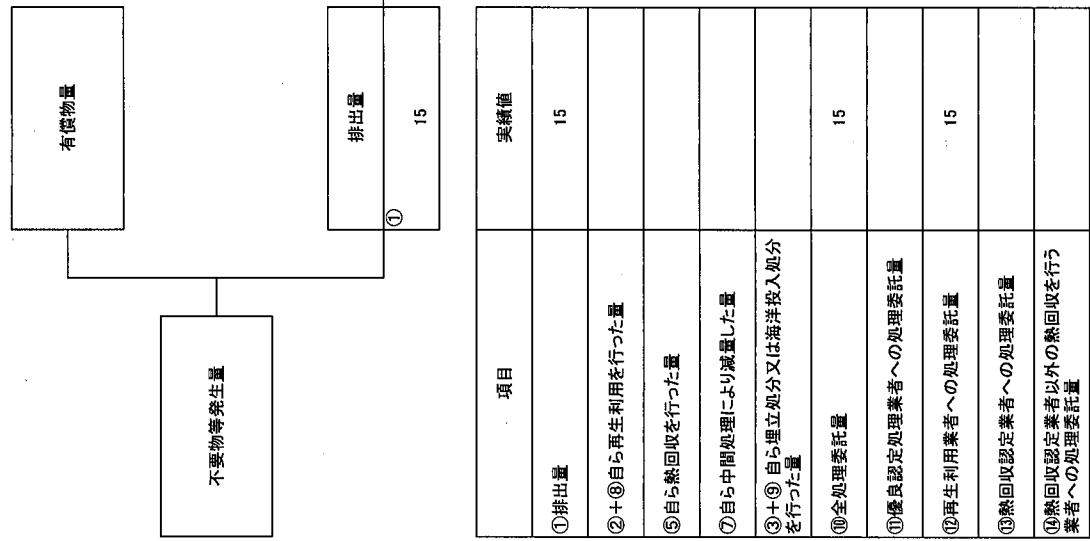 不要物等発生量
有償物量
排出量
①
15
項目
実績値
①排出量
15
②+⑧自ら再生利用を行った量
⑤自ら熱回収を行った量
⑦自ら中間処理により減量した量
③+⑨ 自ら埋立処分又は海洋投入処分
を行った量
⑩全処理委託量
15
⑪優良認定処理業者への処理委託量
⑫再生利用業者への処理委託量
15
⑬熱回収認定業者への処理委託量
⑭熱回収認定業者以外の熱回収を行う
業者への処理委託量